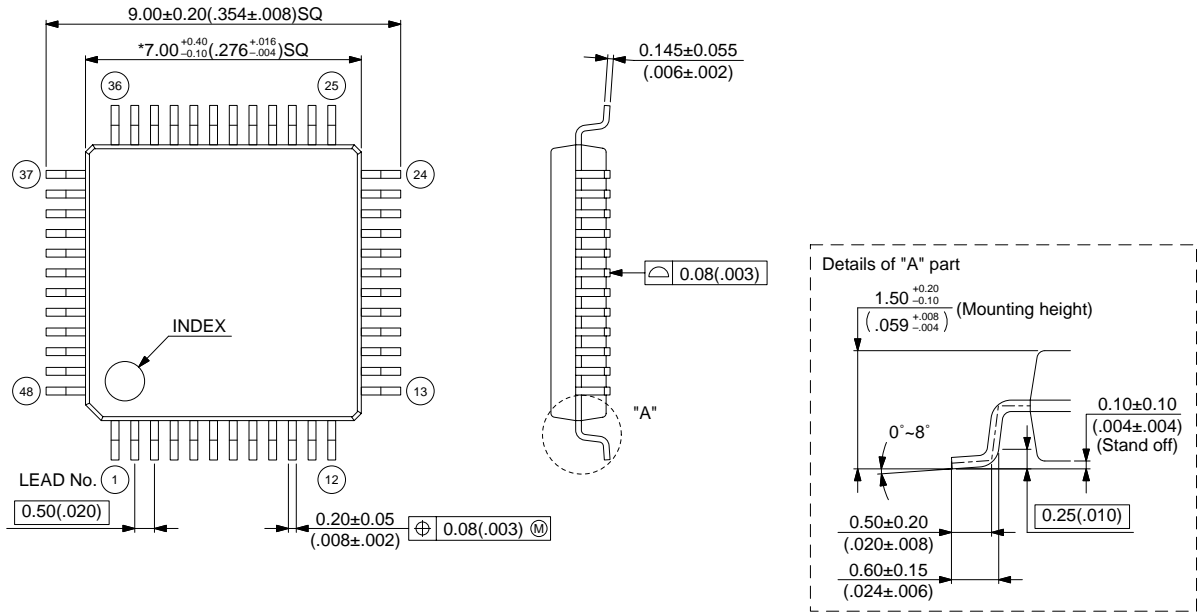 9.00±0.20(.354±.008)SQ
*7.00 +0.40 −0.10 (.276 +.016 −.004)SQ
0.145±0.055
(.006±.002)
36
25
37
24
0.08(.003)
INDEX
48
13
"A"
LEAD No. 1
12
0.50(.020)
0.20±0.05
(.008±.002)
⌖ 0.08(.003) Ⓜ
Details of "A" part
1.50 +0.20 −0.10 (Mounting height)
(.059 +.008 −.004)
0.10±0.10
(.004±.004)
(Stand off)
0˚~8˚
0.25(.010)
0.50±0.20
(.020±.008)
0.60±0.15
(.024±.006)